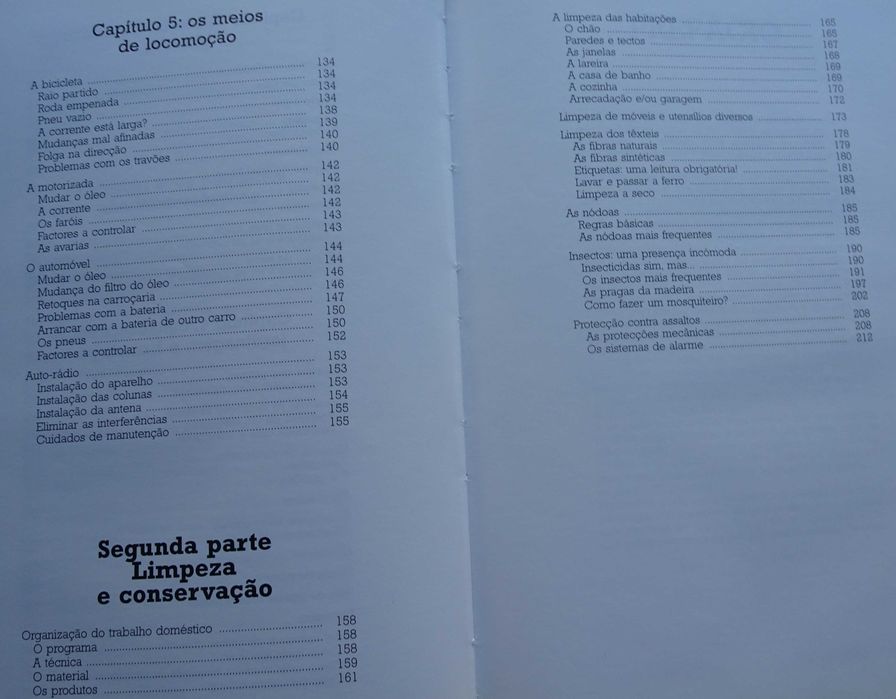 Capítulo 5: os meios
de locomoção
A bicicleta ........ 134
Raio partido ........ 134
Roda empenada ........ 134
Pneu vazio ........ 134
A corrente está larga? ........ 138
Mudanças mal afinadas ........ 139
Folga na direcção ........ 140
Problemas com os travões ........ 140
A motorizada ........ 142
Mudar o óleo ........ 142
A corrente ........ 142
Os faróis ........ 142
Factores a controlar ........ 143
As avarias ........ 143
O automóvel ........ 144
Mudar o óleo ........ 144
Mudança do filtro do óleo ........ 146
Retoques na carroçaria ........ 146
Problemas com a bateria ........ 147
Arrancar com a bateria de outro carro ........ 150
Os pneus ........ 150
Factores a controlar ........ 152
Auto-rádio ........ 153
Instalação do aparelho ........ 153
Instalação das colunas ........ 153
Instalação da antena ........ 154
Eliminar as interferências ........ 155
Cuidados de manutenção ........ 155
Segunda parte
Limpeza
e conservação
Organização do trabalho doméstico ........ 158
O programa ........ 158
A técnica ........ 158
O material ........ 159
Os produtos ........ 161
A limpeza das habitações ........ 165
O chão ........ 166
Paredes e tectos ........ 167
As janelas ........ 168
A lareira ........ 169
A casa de banho ........ 169
A cozinha ........ 170
Arrecadação e/ou garagem ........ 172
Limpeza de móveis e utensílios diversos ........ 173
Limpeza dos têxteis ........ 178
As fibras naturais ........ 179
As fibras sintéticas ........ 180
Etiquetas: uma leitura obrigatória! ........ 181
Lavar e passar a ferro ........ 183
Limpeza a seco ........ 184
As nódoas ........ 185
Regras básicas ........ 185
As nódoas mais frequentes ........ 185
Insectos: uma presença incómoda ........ 190
Insecticidas sim, mas... ........ 190
Os insectos mais frequentes ........ 191
As pragas da madeira ........ 197
Como fazer um mosquiteiro? ........ 202
Protecção contra assaltos ........ 208
As protecções mecânicas ........ 208
Os sistemas de alarme ........ 212